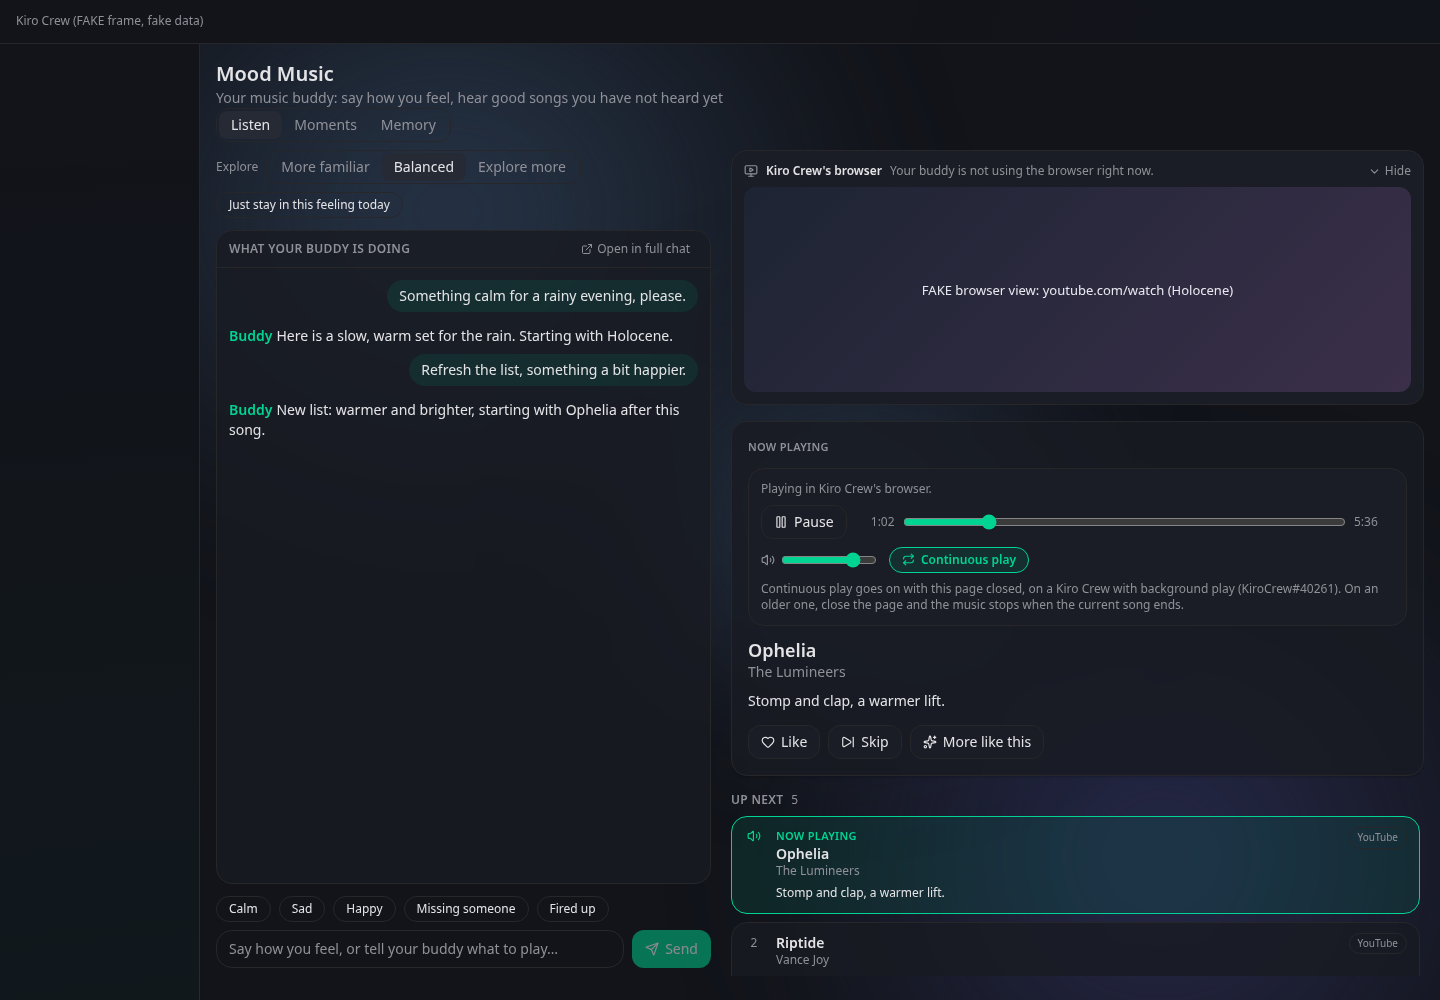 Kiro Crew (FAKE frame, fake data)
Mood Music
Your music buddy: say how you feel, hear good songs you have not heard yet
Listen Moments Memory
Explore More familiar Balanced Explore more
Just stay in this feeling today
WHAT YOUR BUDDY IS DOING Open in full chat
Something calm for a rainy evening, please.
Buddy Here is a slow, warm set for the rain. Starting with Holocene.
Refresh the list, something a bit happier.
Buddy New list: warmer and brighter, starting with Ophelia after this
song.
Calm Sad Happy Missing someone Fired up
Say how you feel, or tell your buddy what to play... Send
Kiro Crew's browser Your buddy is not using the browser right now. Hide
FAKE browser view: youtube.com/watch (Holocene)
NOW PLAYING
Playing in Kiro Crew's browser.
Pause 1:02 5:36
Continuous play
Continuous play goes on with this page closed, on a Kiro Crew with background play (KiroCrew#40261). On an
older one, close the page and the music stops when the current song ends.
Ophelia
The Lumineers
Stomp and clap, a warmer lift.
Like Skip More like this
UP NEXT 5
NOW PLAYING YouTube
Ophelia
The Lumineers
Stomp and clap, a warmer lift.
2 Riptide YouTube
Vance Joy